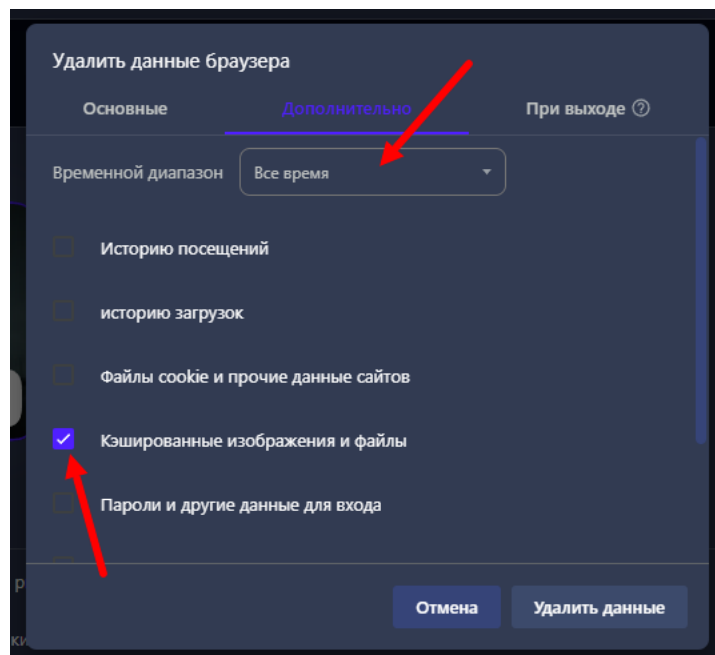 Удалить данные браузера
Основные Дополнительно При выходе
Временной диапазон Все время
Историю посещений
историю загрузок
Файлы cookie и прочие данные сайтов
Кэшированные изображения и файлы
Пароли и другие данные для входа
Отмена Удалить данные